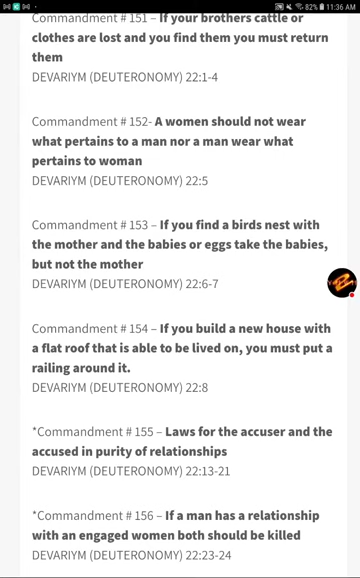 82% 11:36 AM
Commandment # 151 – If your brothers cattle or
clothes are lost and you find them you must return
them
DEVARIYM (DEUTERONOMY) 22:1-4
Commandment # 152- A women should not wear
what pertains to a man nor a man wear what
pertains to woman
DEVARIYM (DEUTERONOMY) 22:5
Commandment # 153 – If you find a birds nest with
the mother and the babies or eggs take the babies,
but not the mother
DEVARIYM (DEUTERONOMY) 22:6-7
Commandment # 154 – If you build a new house with
a flat roof that is able to be lived on, you must put a
railing around it.
DEVARIYM (DEUTERONOMY) 22:8
*Commandment # 155 – Laws for the accuser and the
accused in purity of relationships
DEVARIYM (DEUTERONOMY) 22:13-21
*Commandment # 156 – If a man has a relationship
with an engaged women both should be killed
DEVARIYM (DEUTERONOMY) 22:23-24